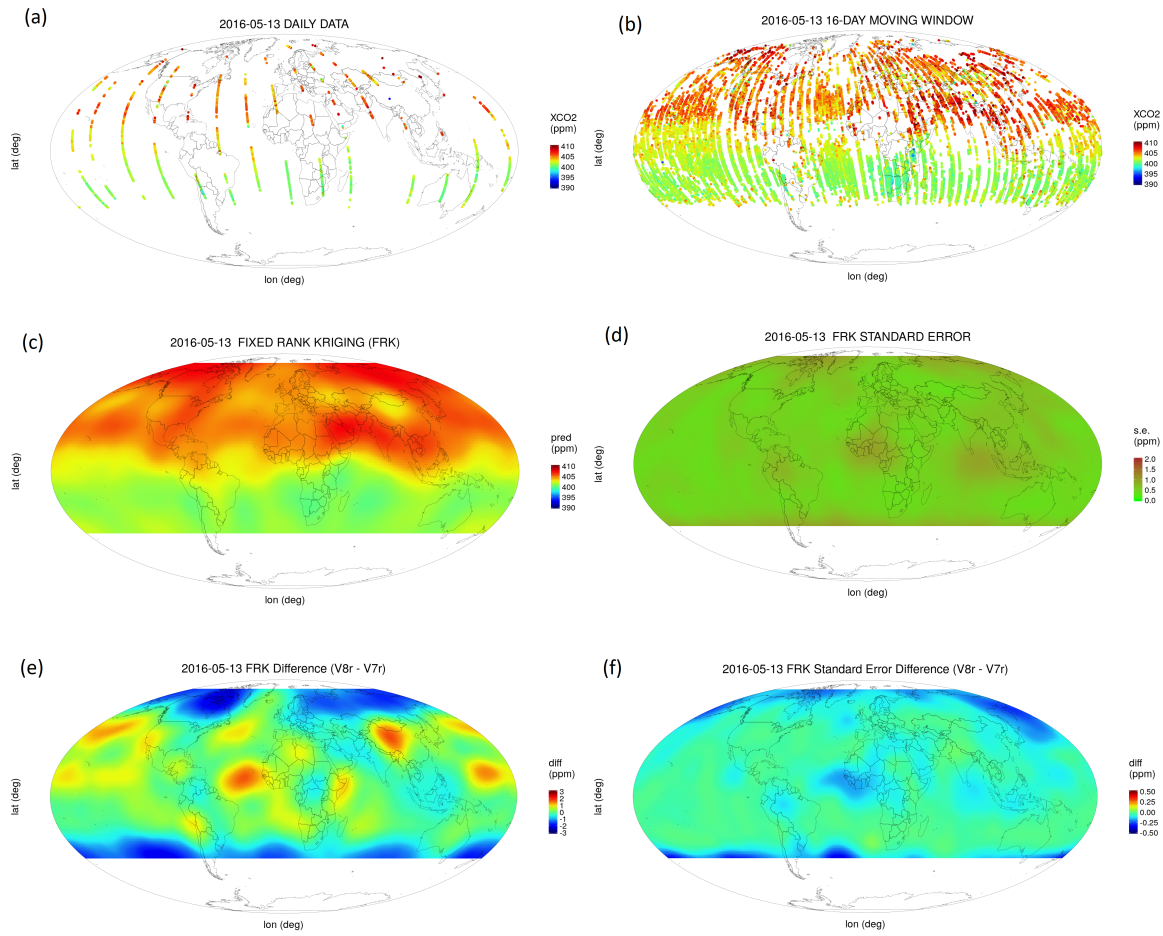 (a)
2016-05-13 DAILY DATA
lat (deg)
lon (deg)
XCO2
(ppm)
410
405
400
395
390
(b)
2016-05-13 16-DAY MOVING WINDOW
lat (deg)
lon (deg)
XCO2
(ppm)
410
405
400
395
390
(c)
2016-05-13 FIXED RANK KRIGING (FRK)
lat (deg)
lon (deg)
pred
(ppm)
410
405
400
395
390
(d)
2016-05-13 FRK STANDARD ERROR
lat (deg)
lon (deg)
s.e.
(ppm)
2.0
1.5
1.0
0.5
0.0
(e)
2016-05-13 FRK Difference (V8r - V7r)
lat (deg)
lon (deg)
diff
(ppm)
3
2
1
0
-1
-2
-3
(f)
2016-05-13 FRK Standard Error Difference (V8r - V7r)
lat (deg)
lon (deg)
diff
(ppm)
0.50
0.25
0.00
-0.25
-0.50